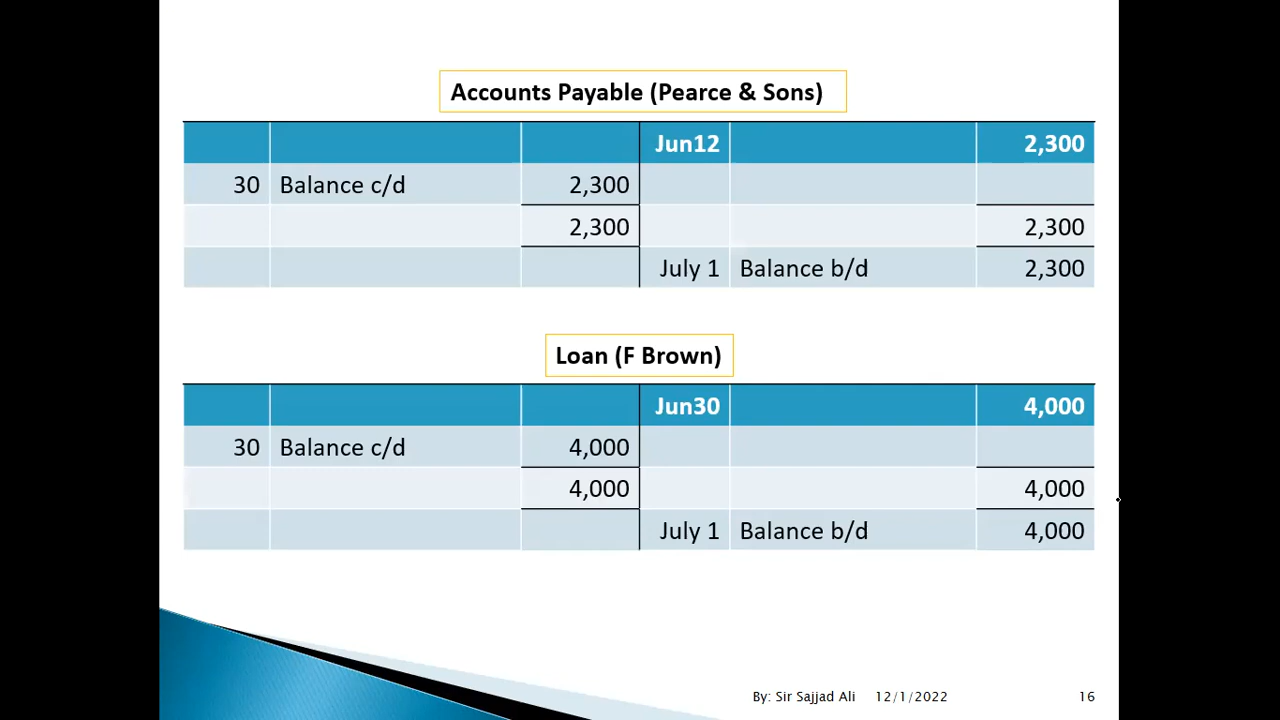 Accounts Payable (Pearce & Sons)
Jun12 2,300
30 Balance c/d 2,300
2,300 2,300
July 1 Balance b/d 2,300
Loan (F Brown)
Jun30 4,000
30 Balance c/d 4,000
4,000 4,000
July 1 Balance b/d 4,000
By: Sir Sajjad Ali 12/1/2022 16